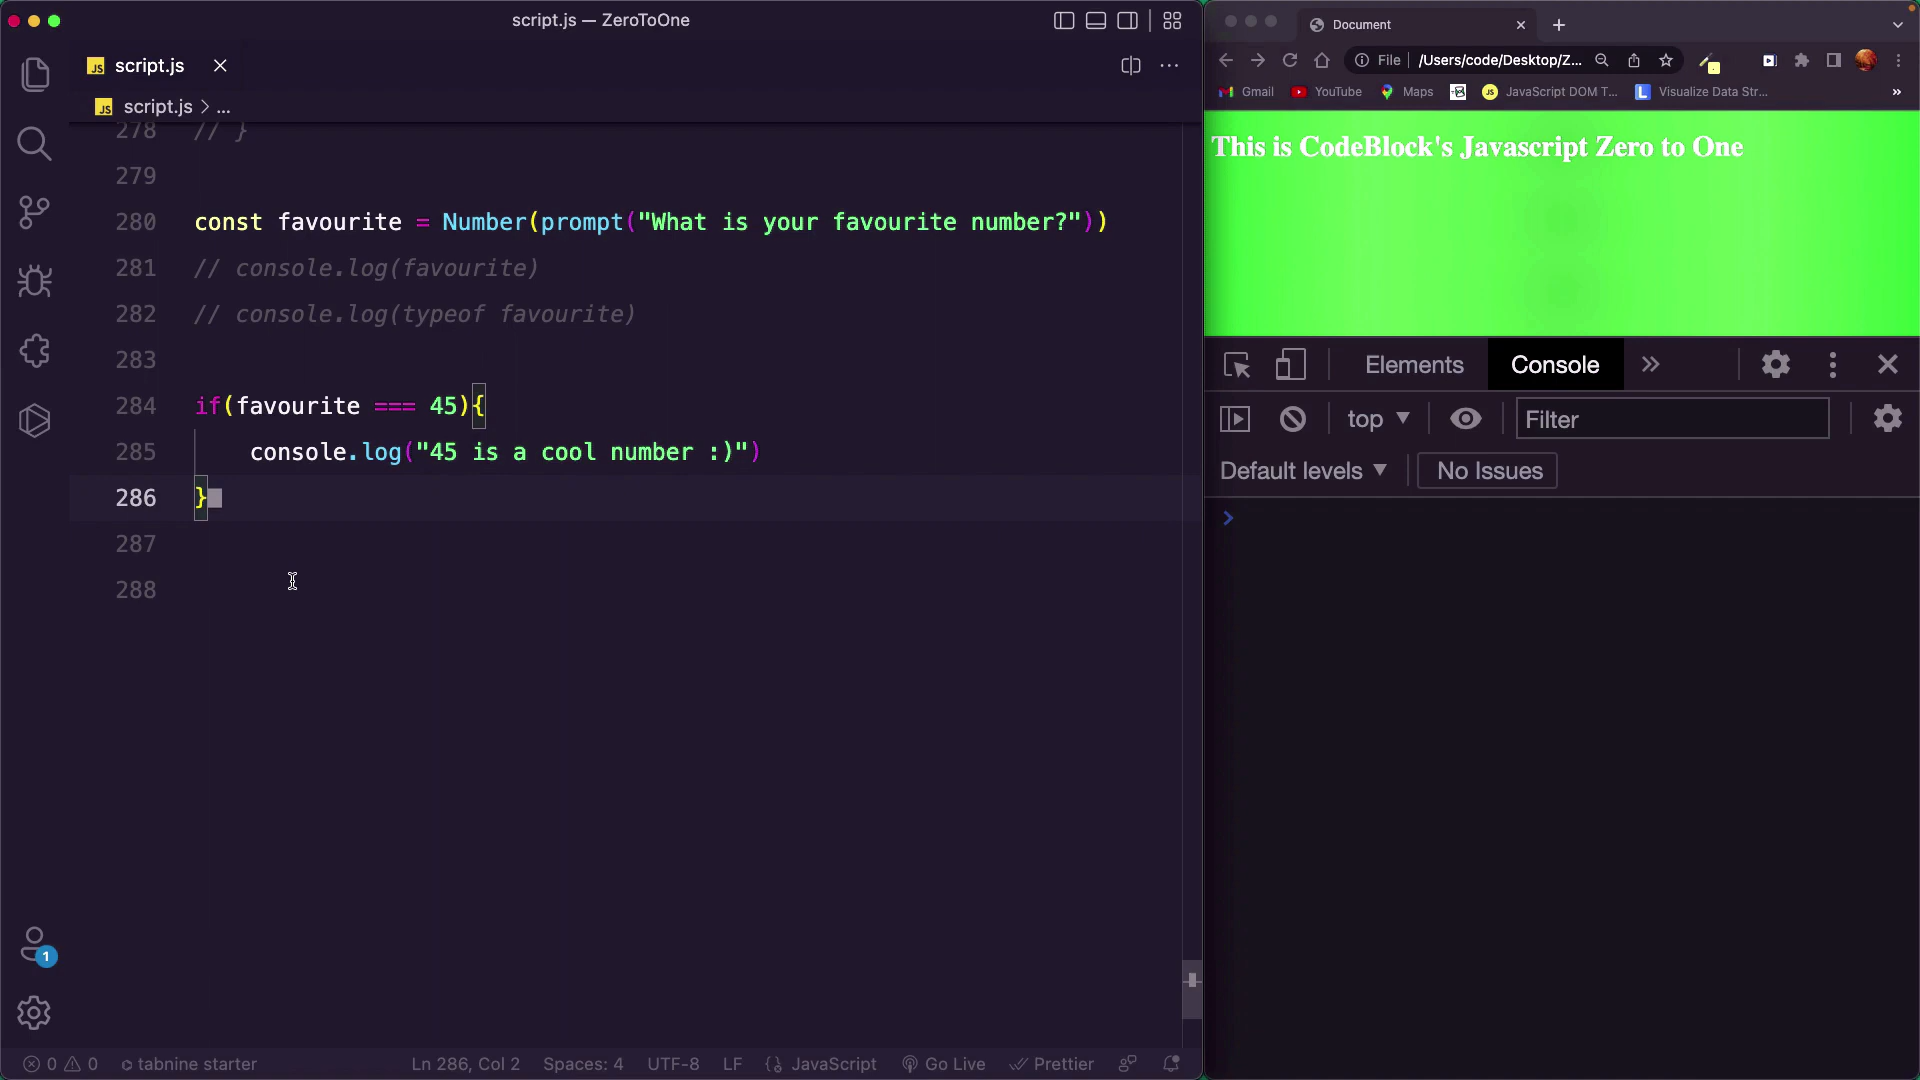 script.js — ZeroToOne
JS script.js
JS script.js > ...
278 // }
279
280 const favourite = Number(prompt("What is your favourite number?"))
281 // console.log(favourite)
282 // console.log(typeof favourite)
283
284 if(favourite === 45){
285 console.log("45 is a cool number :)")
286 }
287
288
1
0 0 tabnine starter Ln 286, Col 2 Spaces: 4 UTF-8 LF {} JavaScript Go Live Prettier
Document
File /Users/code/Desktop/Z...
Gmail YouTube Maps JS JavaScript DOM T... L Visualize Data Str... »
This is CodeBlock's Javascript Zero to One
Elements Console »
top Filter
Default levels No Issues
>